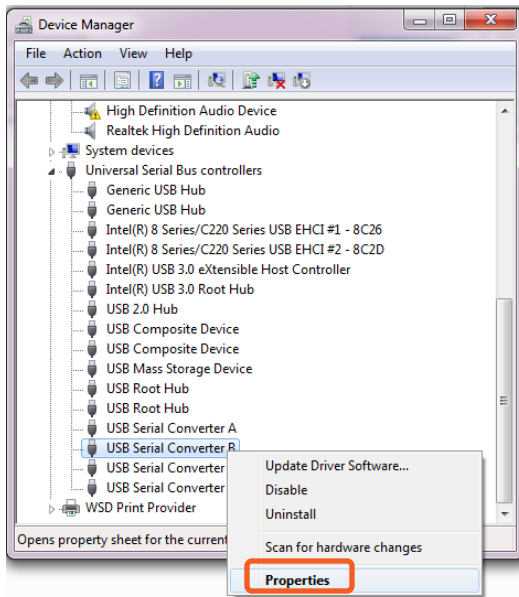 Device Manager
File Action View Help
High Definition Audio Device
Realtek High Definition Audio
System devices
Universal Serial Bus controllers
Generic USB Hub
Generic USB Hub
Intel(R) 8 Series/C220 Series USB EHCI #1 - 8C26
Intel(R) 8 Series/C220 Series USB EHCI #2 - 8C2D
Intel(R) USB 3.0 eXtensible Host Controller
Intel(R) USB 3.0 Root Hub
USB 2.0 Hub
USB Composite Device
USB Composite Device
USB Mass Storage Device
USB Root Hub
USB Root Hub
USB Serial Converter A
USB Serial Converter B
USB Serial Converter
USB Serial Converter
WSD Print Provider
Opens property sheet for the current
Update Driver Software...
Disable
Uninstall
Scan for hardware changes
Properties